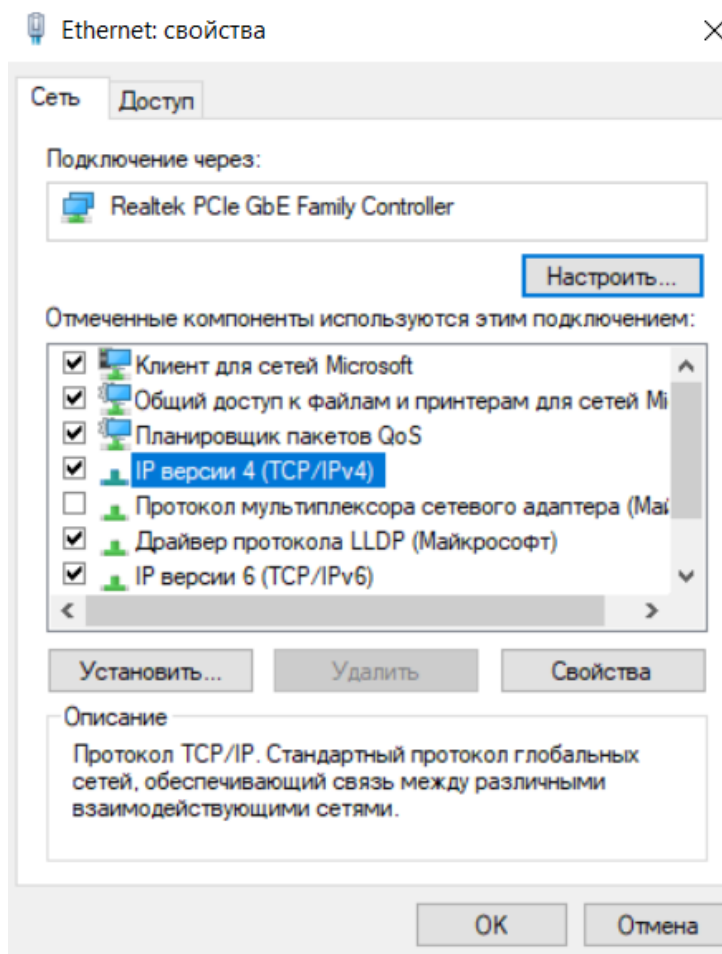 Ethernet: свойства
Сеть
Доступ
Подключение через:
Realtek PCIe GbE Family Controller
Настроить...
Отмеченные компоненты используются этим подключением:
Клиент для сетей Microsoft
Общий доступ к файлам и принтерам для сетей Mi
Планировщик пакетов QoS
IP версии 4 (TCP/IPv4)
Протокол мультиплексора сетевого адаптера (Май
Драйвер протокола LLDP (Майкрософт)
IP версии 6 (TCP/IPv6)
Установить...
Удалить
Свойства
Описание
Протокол TCP/IP. Стандартный протокол глобальных
сетей, обеспечивающий связь между различными
взаимодействующими сетями.
ОК
Отмена